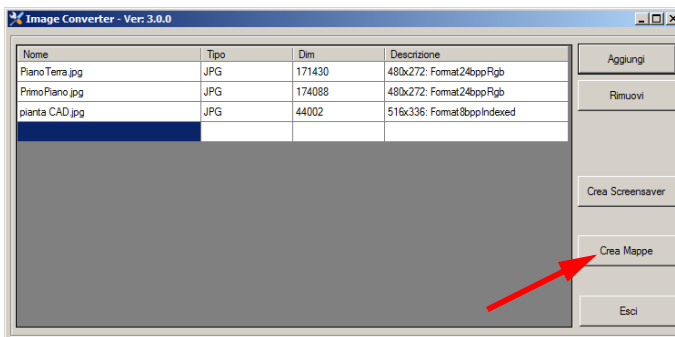 Image Converter - Ver: 3.0.0
Nome Tipo Dim Descrizione
PianoTerra.jpg JPG 171430 480x272: Format24bppRgb
PrimoPiano.jpg JPG 174088 480x272: Format24bppRgb
pianta CAD.jpg JPG 44002 516x336: Format8bppIndexed
Aggiungi
Rimuovi
Crea Screensaver
Crea Mappe
Esci